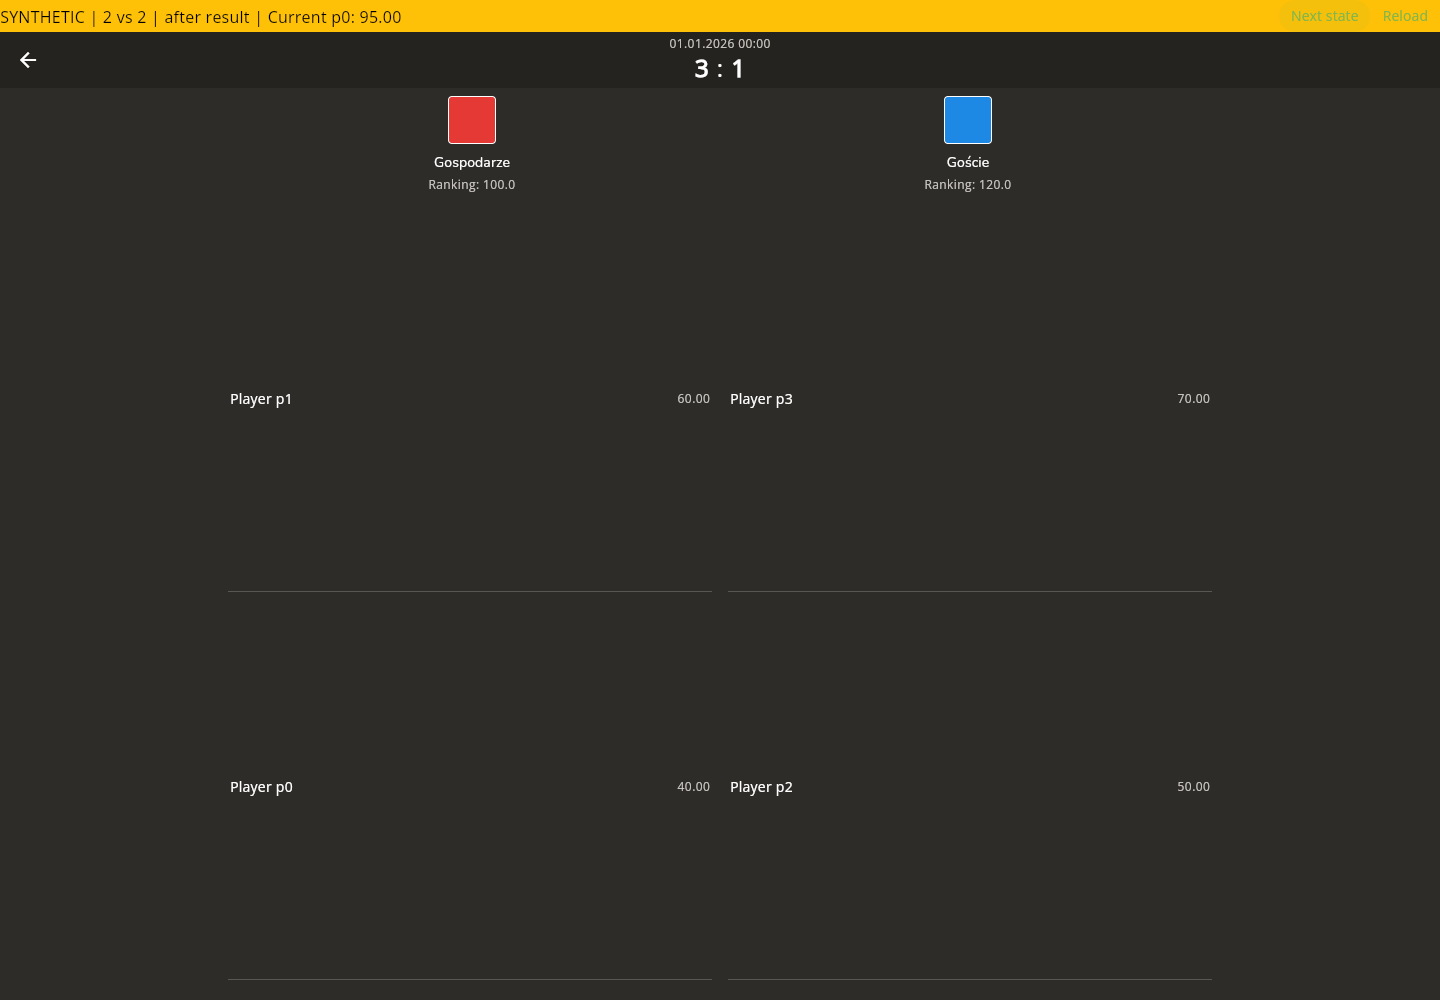 SYNTHETIC | 2 vs 2 | after result | Current p0: 95.00
Next state
Reload
01.01.2026 00:00
3 : 1
Gospodarze
Ranking: 100.0
Goście
Ranking: 120.0
Player p1
60.00
Player p3
70.00
Player p0
40.00
Player p2
50.00